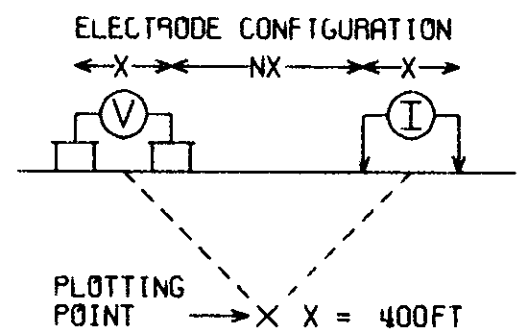 ELECTRODE CONFIGURATION
X NX X
V I
PLOTTING
POINT X X = 400FT